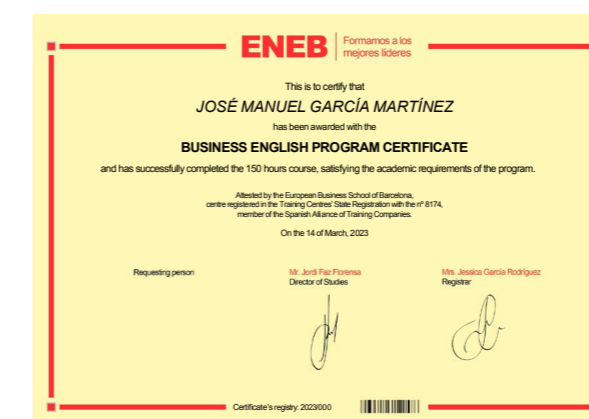 ENEB
Formamos a los
mejores líderes
This is to certify that
JOSÉ MANUEL GARCÍA MARTÍNEZ
has been awarded with the
BUSINESS ENGLISH PROGRAM CERTIFICATE
and has successfully completed the 150 hours course, satisfying the academic requirements of the program.
Attested by the European Business School of Barcelona,
centre registered in the Training Centres' State Registration with the nº 8174,
member of the Spanish Alliance of Training Companies.
On the 14 of March, 2023
Requesting person
Mr. Jordi Faz Florensa
Director of Studies
Mrs. Jessica García Rodríguez
Registrar
Certificate's registry: 2023/000